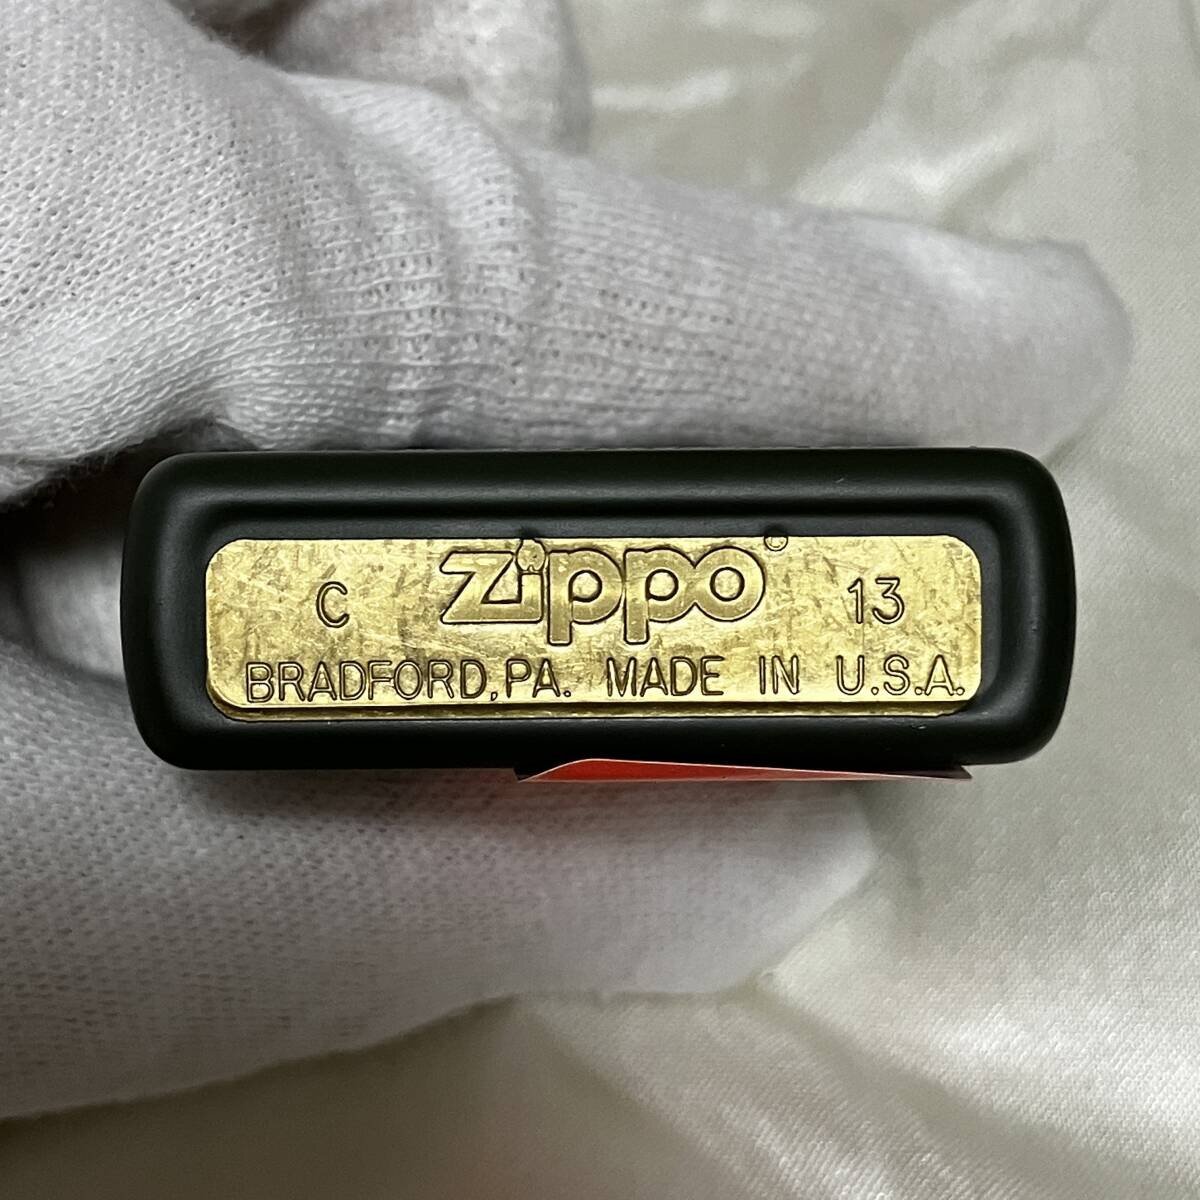 C zippo © 13
BRADFORD, PA. MADE IN U.S.A.